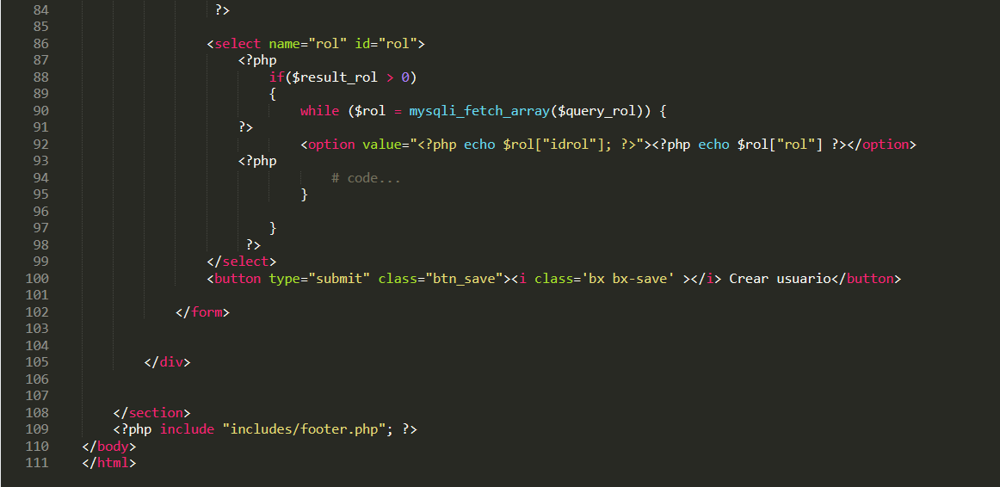 84 ?>
85
86 <select name="rol" id="rol">
87 <?php
88 if($result_rol > 0)
89 {
90 while ($rol = mysqli_fetch_array($query_rol)) {
91 ?>
92 <option value="<?php echo $rol["idrol"]; ?>"><?php echo $rol["rol"] ?></option>
93 <?php
94 # code...
95 }
96
97 }
98 ?>
99 </select>
100 <button type="submit" class="btn_save"><i class='bx bx-save' ></i> Crear usuario</button>
101
102 </form>
103
104
105 </div>
106
107
108 </section>
109 <?php include "includes/footer.php"; ?>
110 </body>
111 </html>